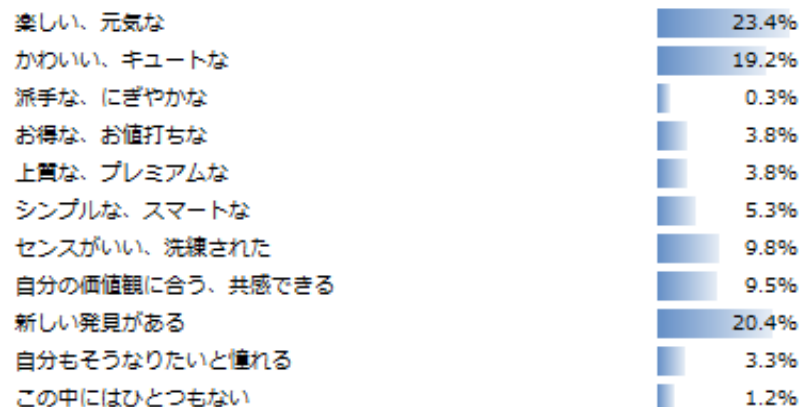 楽しい、元気な 23.4%
かわいい、キュートな 19.2%
派手な、にぎやかな 0.3%
お得な、お値打ちな 3.8%
上質な、プレミアムな 3.8%
シンプルな、スマートな 5.3%
センスがいい、洗練された 9.8%
自分の価値観に合う、共感できる 9.5%
新しい発見がある 20.4%
自分もそうなりたいと憧れる 3.3%
この中にはひとつもない 1.2%